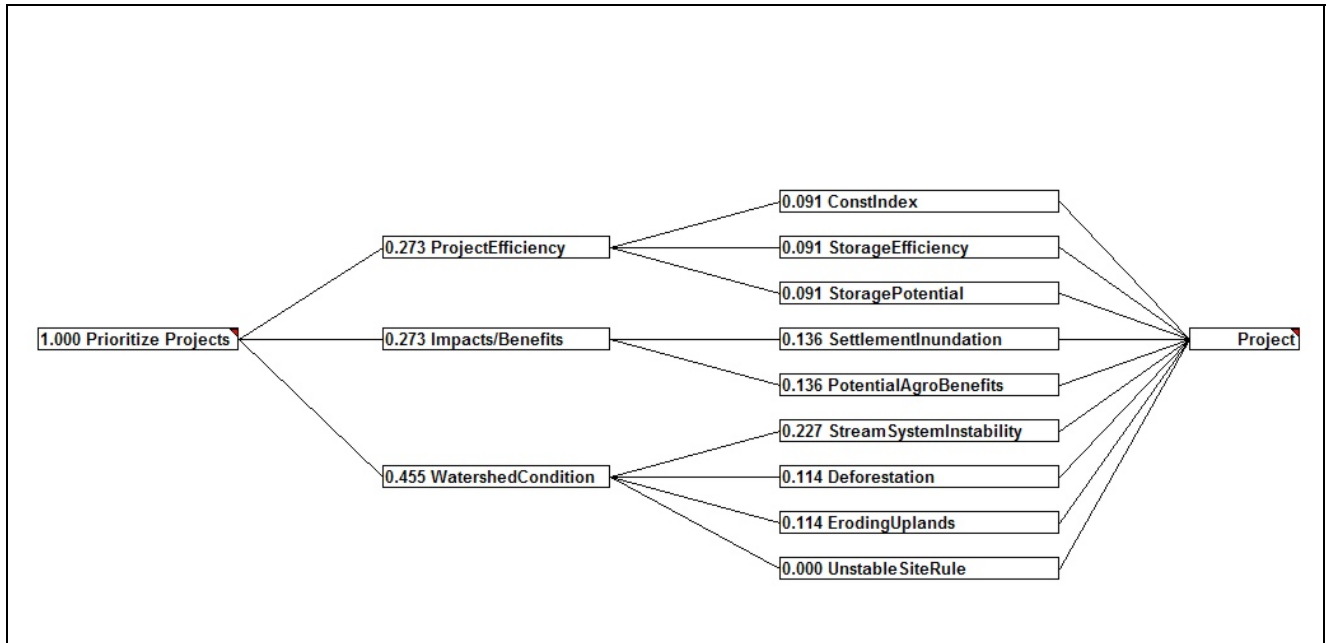 0.091 ConstIndex
0.273 ProjectEfficiency
0.091 StorageEfficiency
0.091 StoragePotential
1.000 Prioritize Projects
0.273 Impacts/Benefits
0.136 SettlementInundation
Project
0.136 PotentialAgroBenefits
0.227 StreamSystemInstability
0.455 WatershedCondition
0.114 Deforestation
0.114 ErodingUplands
0.000 UnstableSiteRule